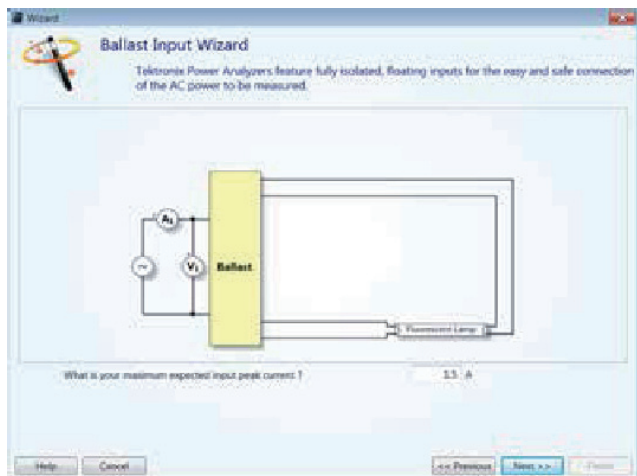 Wizard
Ballast Input Wizard
Tektronix Power Analyzers feature fully isolated, floating inputs for the easy and safe connection
of the AC power to be measured.
A1
V1
Ballast
Fluorescent Lamp
What is your maximum expected input peak current ?
A
Help
Cancel
<< Previous
Next >>
Finish